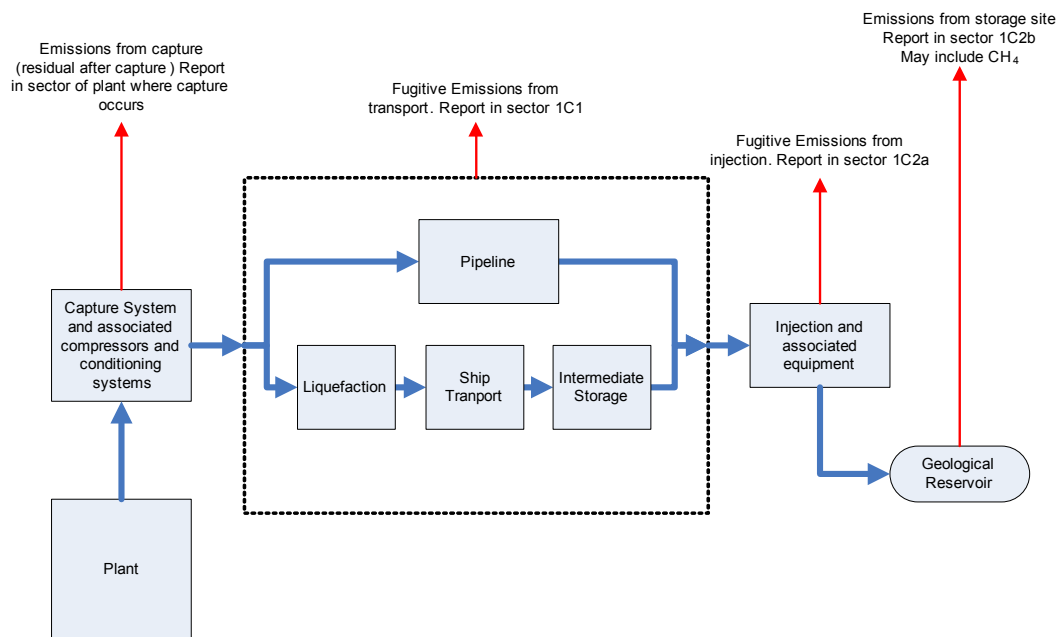 Emissions from capture
(residual after capture ) Report
in sector of plant where capture
occurs
Fugitive Emissions from
transport. Report in sector 1C1
Emissions from storage site
Report in sector 1C2b
May include CH₄
Fugitive Emissions from
injection. Report in sector 1C2a
Pipeline
Capture System
and associated
compressors and
conditioning
systems
Liquefaction
Ship
Tranport
Intermediate
Storage
Injection and
associated
equipment
Geological
Reservoir
Plant